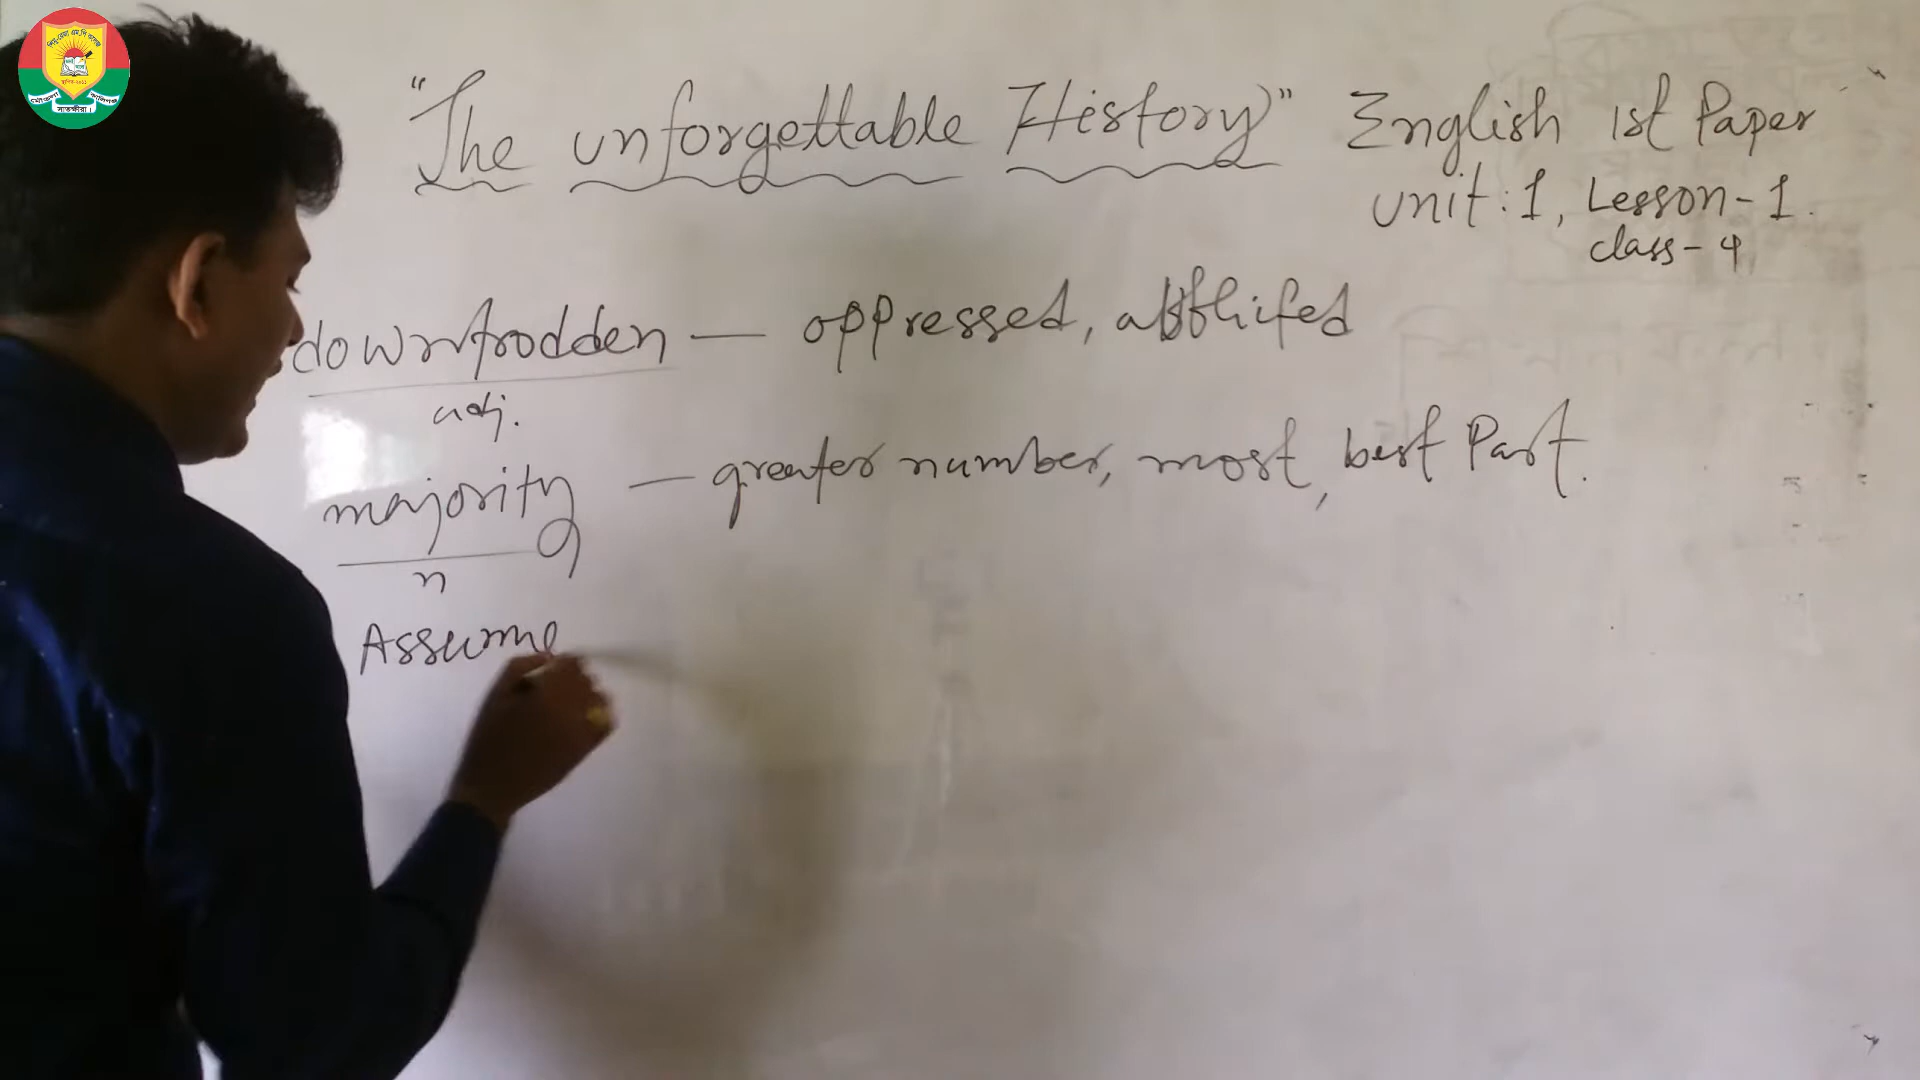 "The unforgettable History" English 1st Paper
unit: 1, Lesson-1.
class-4
downtrodden — oppressed,
adj.
majority — greater number, most, best Part.
n
Assume
সাতক্ষীরা।